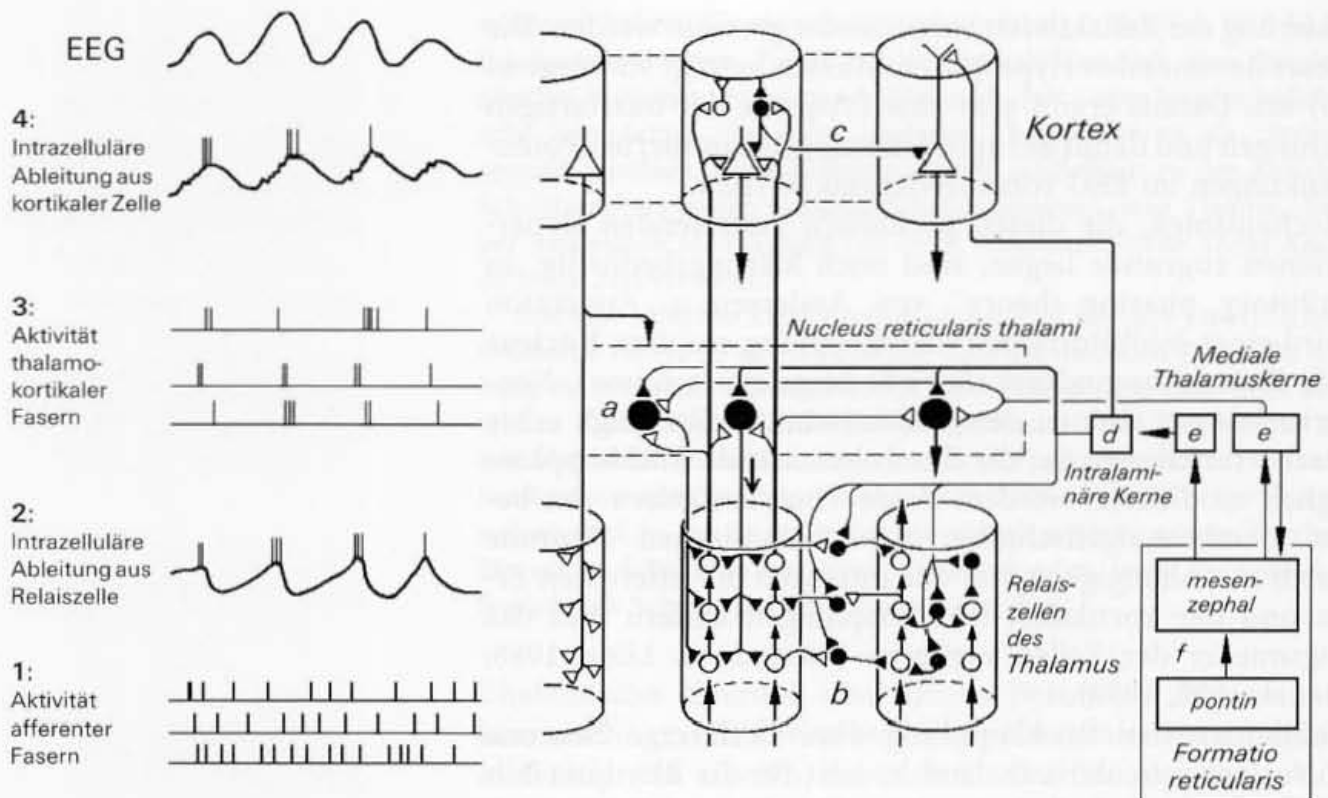 EEG
4:
Intrazelluläre
Ableitung aus
kortikaler Zelle
3:
Aktivität
thalamo-
kortikaler
Fasern
2:
Intrazelluläre
Ableitung aus
Relaiszelle
1:
Aktivität
afferenter
Fasern
c
Kortex
Nucleus reticularis thalami
Mediale
Thalamuskerne
a
d
e
e
Intralami-
näre Kerne
Relais-
zellen
des
Thalamus
b
mesen-
zephal
f
pontin
Formatio
reticularis